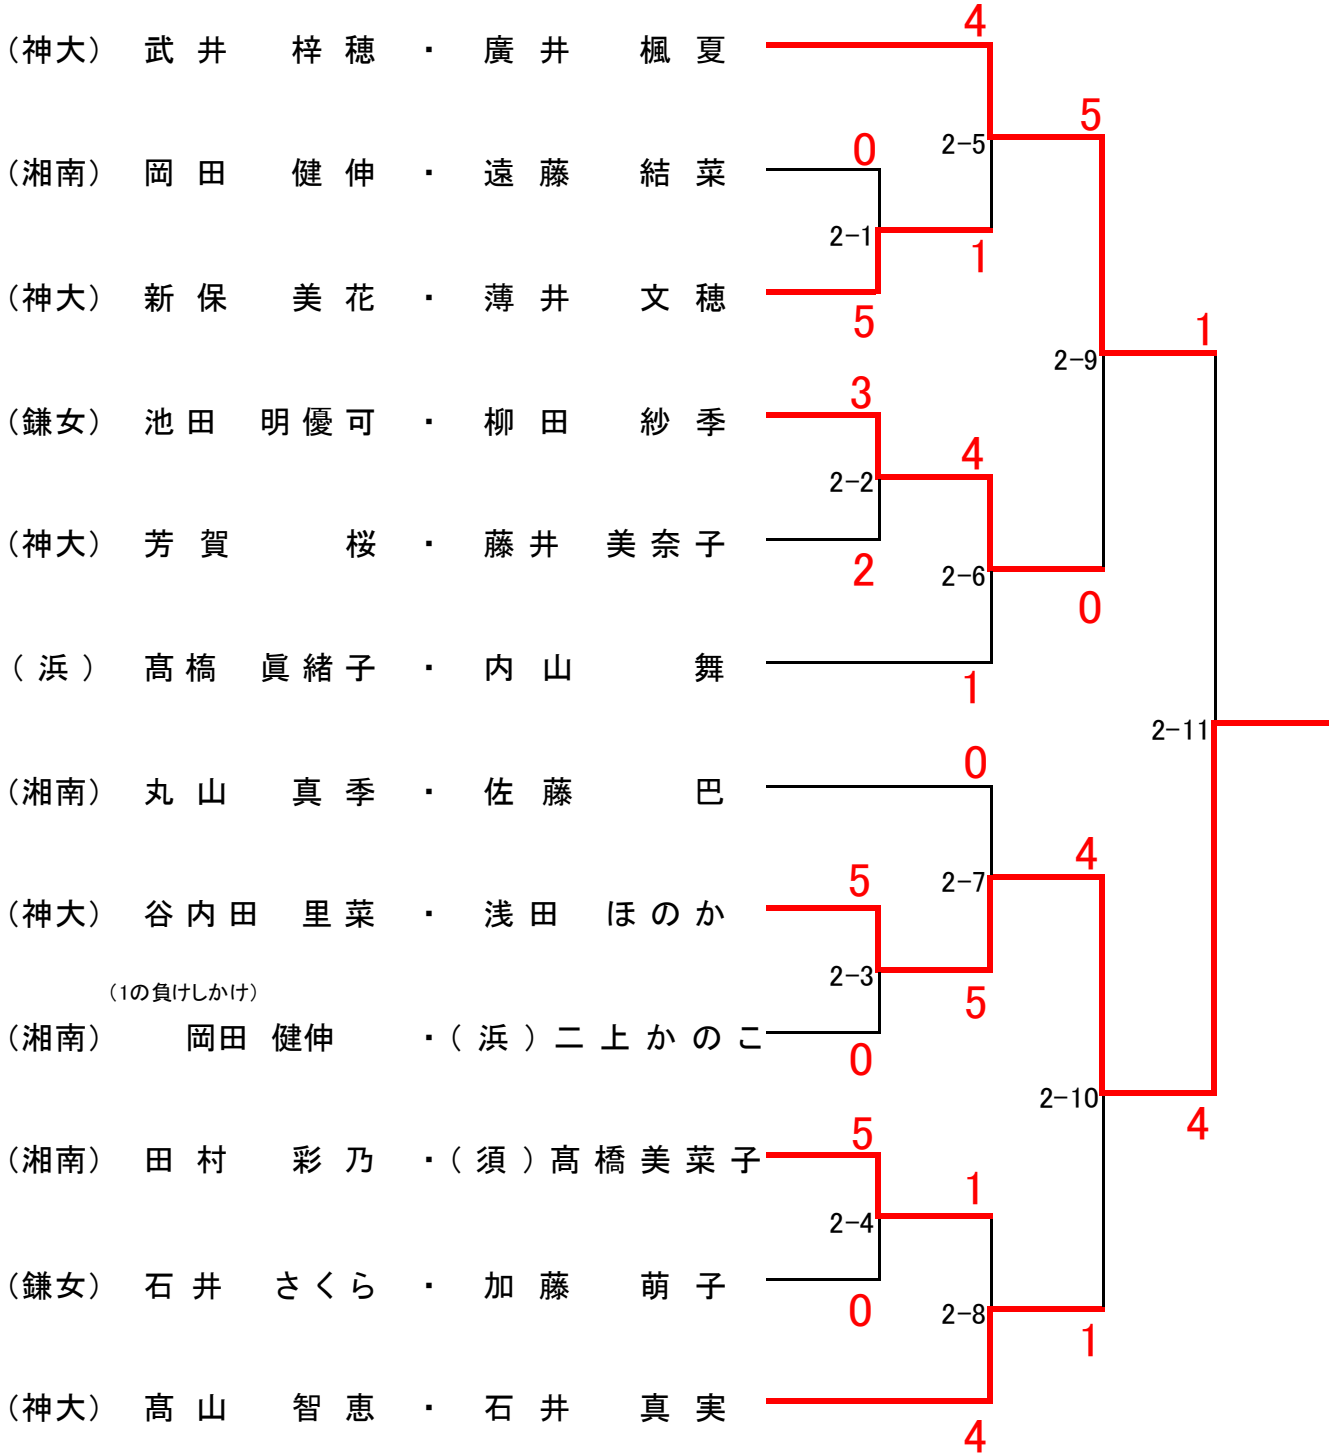 4
(神大) 武井 梓穂 ・ 廣井 楓夏
5
0
2-5
(湘南) 岡田 健伸 ・ 遠藤 結菜
2-1
1
(神大) 新保 美花 ・ 薄井 文穂
5
1
2-9
3
(鎌女) 池田 明優可 ・ 柳田 紗季
4
2-2
(神大) 芳賀 桜 ・ 藤井 美奈子
2
2-6
0
(浜) 髙橋 眞緒子 ・ 内山 舞
1
2-11
0
(湘南) 丸山 真季 ・ 佐藤 巴
4
5
2-7
(神大) 谷内田 里菜 ・ 浅田 ほのか
2-3
(1の負けしかけ)
5
(湘南) 岡田 健伸 ・(浜)二上かのこ
0
2-10
4
5
(湘南) 田村 彩乃 ・(須)髙橋美菜子
1
2-4
(鎌女) 石井 さくら ・ 加藤 萌子
0
2-8
1
(神大) 髙山 智恵 ・ 石井 真実
4